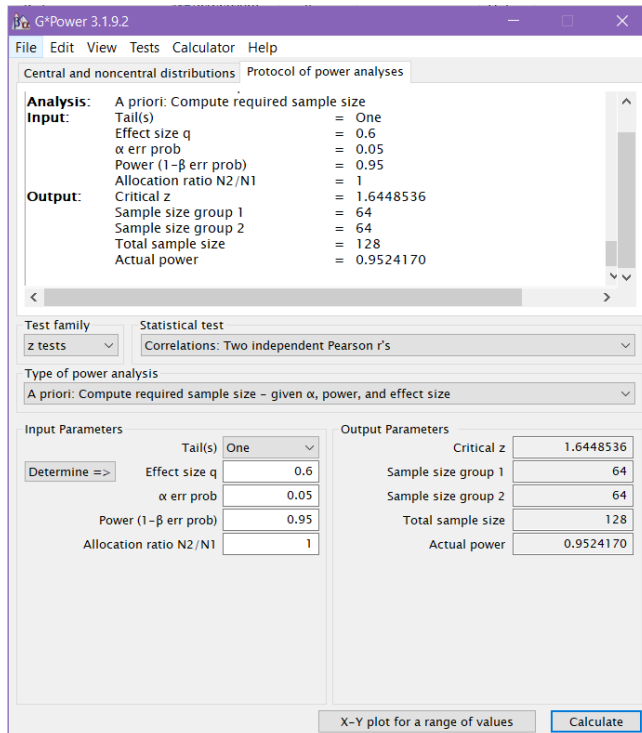 G*Power 3.1.9.2
File Edit View Tests Calculator Help
Central and noncentral distributions Protocol of power analyses
Analysis: A priori: Compute required sample size
Input: Tail(s) = One
Effect size q = 0.6
α err prob = 0.05
Power (1-β err prob) = 0.95
Allocation ratio N2/N1 = 1
Output: Critical z = 1.6448536
Sample size group 1 = 64
Sample size group 2 = 64
Total sample size = 128
Actual power = 0.9524170
Test family Statistical test
z tests Correlations: Two independent Pearson r's
Type of power analysis
A priori: Compute required sample size - given α, power, and effect size
Input Parameters Output Parameters
Tail(s) One Critical z 1.6448536
Determine => Effect size q 0.6 Sample size group 1 64
α err prob 0.05 Sample size group 2 64
Power (1-β err prob) 0.95 Total sample size 128
Allocation ratio N2/N1 1 Actual power 0.9524170
X-Y plot for a range of values Calculate